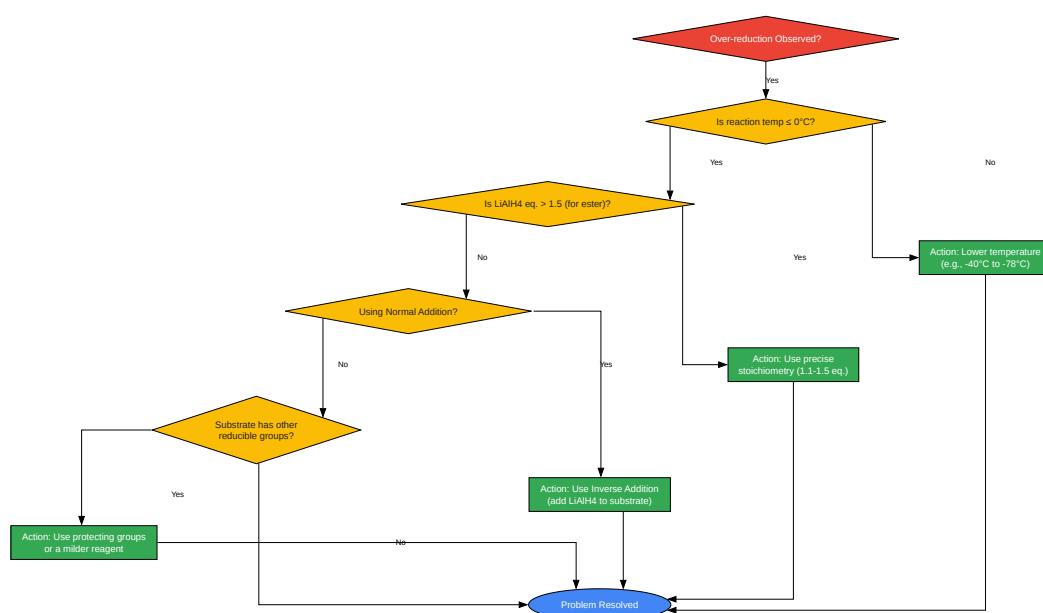 Over-reduction Observed?
Yes
Is reaction temp ≤ 0°C?
Yes
No
Is LiAlH4 eq. > 1.5 (for ester)?
No
Yes
Action: Lower temperature
(e.g., -40°C to -78°C)
Using Normal Addition?
No
Yes
Action: Use precise
stoichiometry (1.1-1.5 eq.)
Substrate has other
reducible groups?
Yes
Action: Use Inverse Addition
(add LiAlH4 to substrate)
Action: Use protecting groups
or a milder reagent
No
Problem Resolved